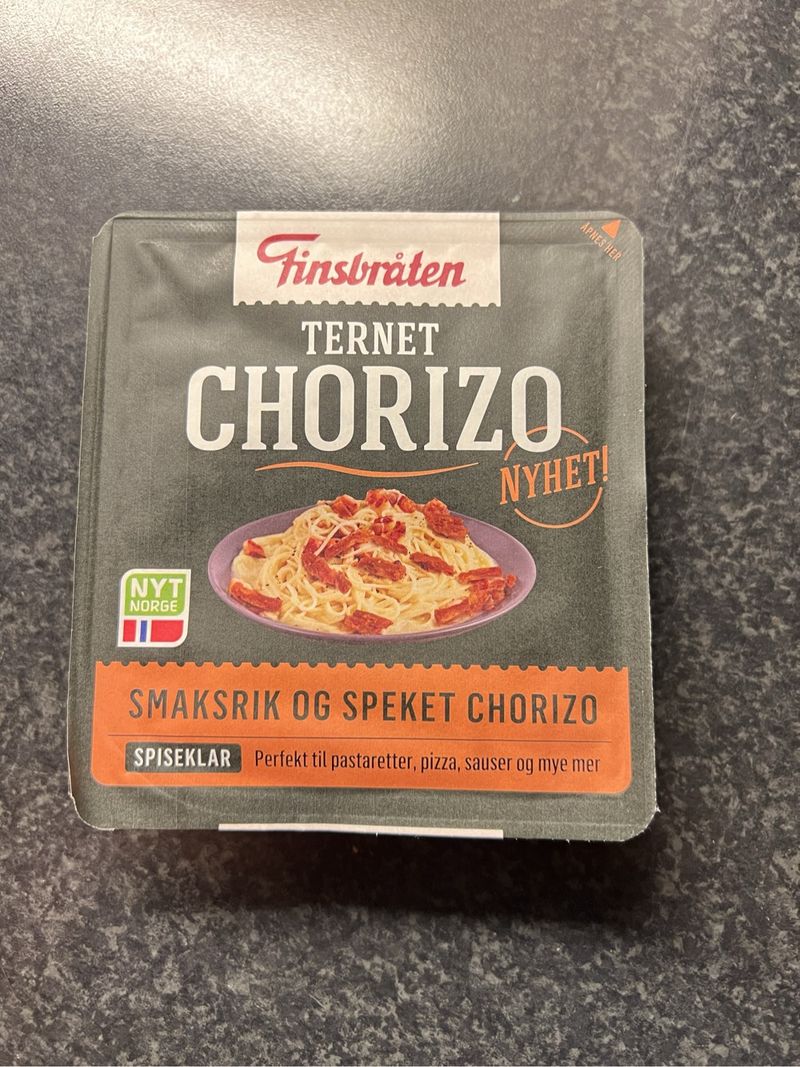 Finsbråten
ÅPNES HER
TERNET
CHORIZO
NYHET!
NYT
NORGE
SMAKSRIK OG SPEKET CHORIZO
SPISEKLAR Perfekt til pastaretter, pizza, sauser og mye mer